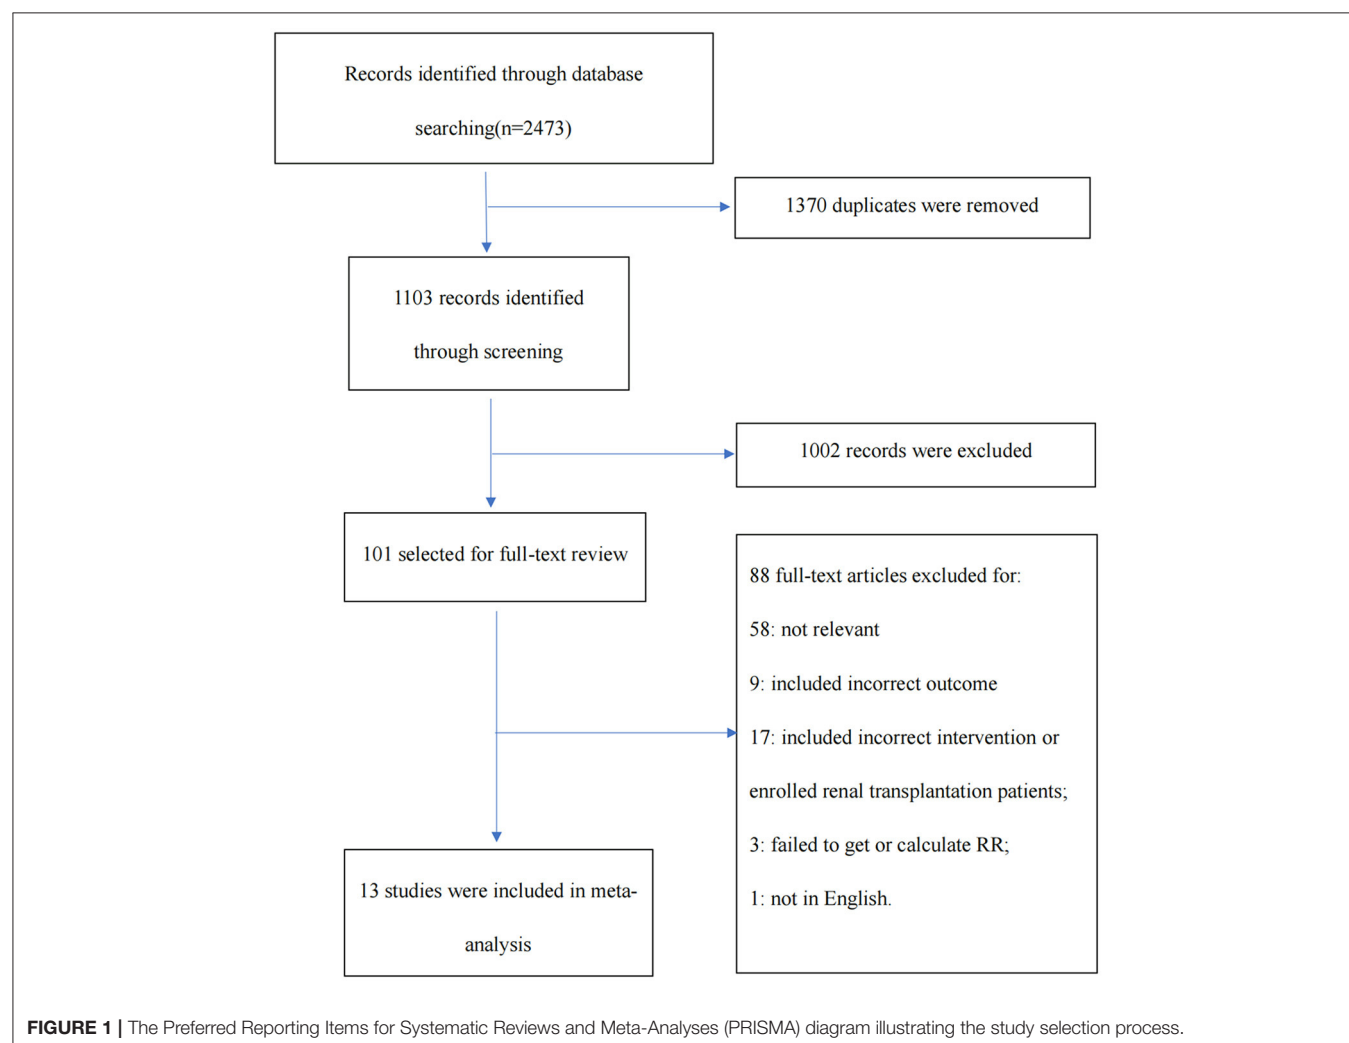 Records identified through database
searching(n=2473)
1370 duplicates were removed
1103 records identified
through screening
1002 records were excluded
101 selected for full-text review
88 full-text articles excluded for:
58: not relevant
9: included incorrect outcome
17: included incorrect intervention or
enrolled renal transplantation patients;
3: failed to get or calculate RR;
1: not in English.
13 studies were included in meta-
analysis
FIGURE 1 | The Preferred Reporting Items for Systematic Reviews and Meta-Analyses (PRISMA) diagram illustrating the study selection process.